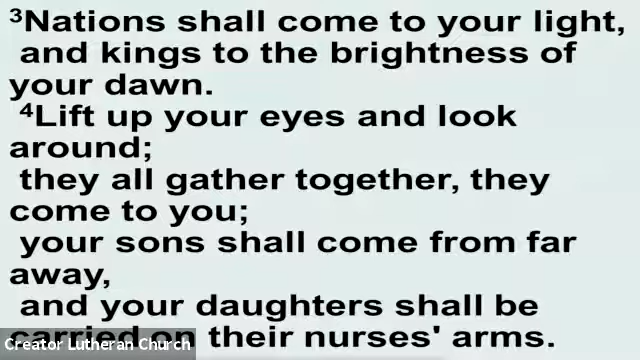 ³Nations shall come to your light,
and kings to the brightness of
your dawn.
⁴Lift up your eyes and look
around;
they all gather together, they
come to you;
your sons shall come from far
away,
and your daughters shall be
carried on their nurses' arms.
Creator Lutheran Church